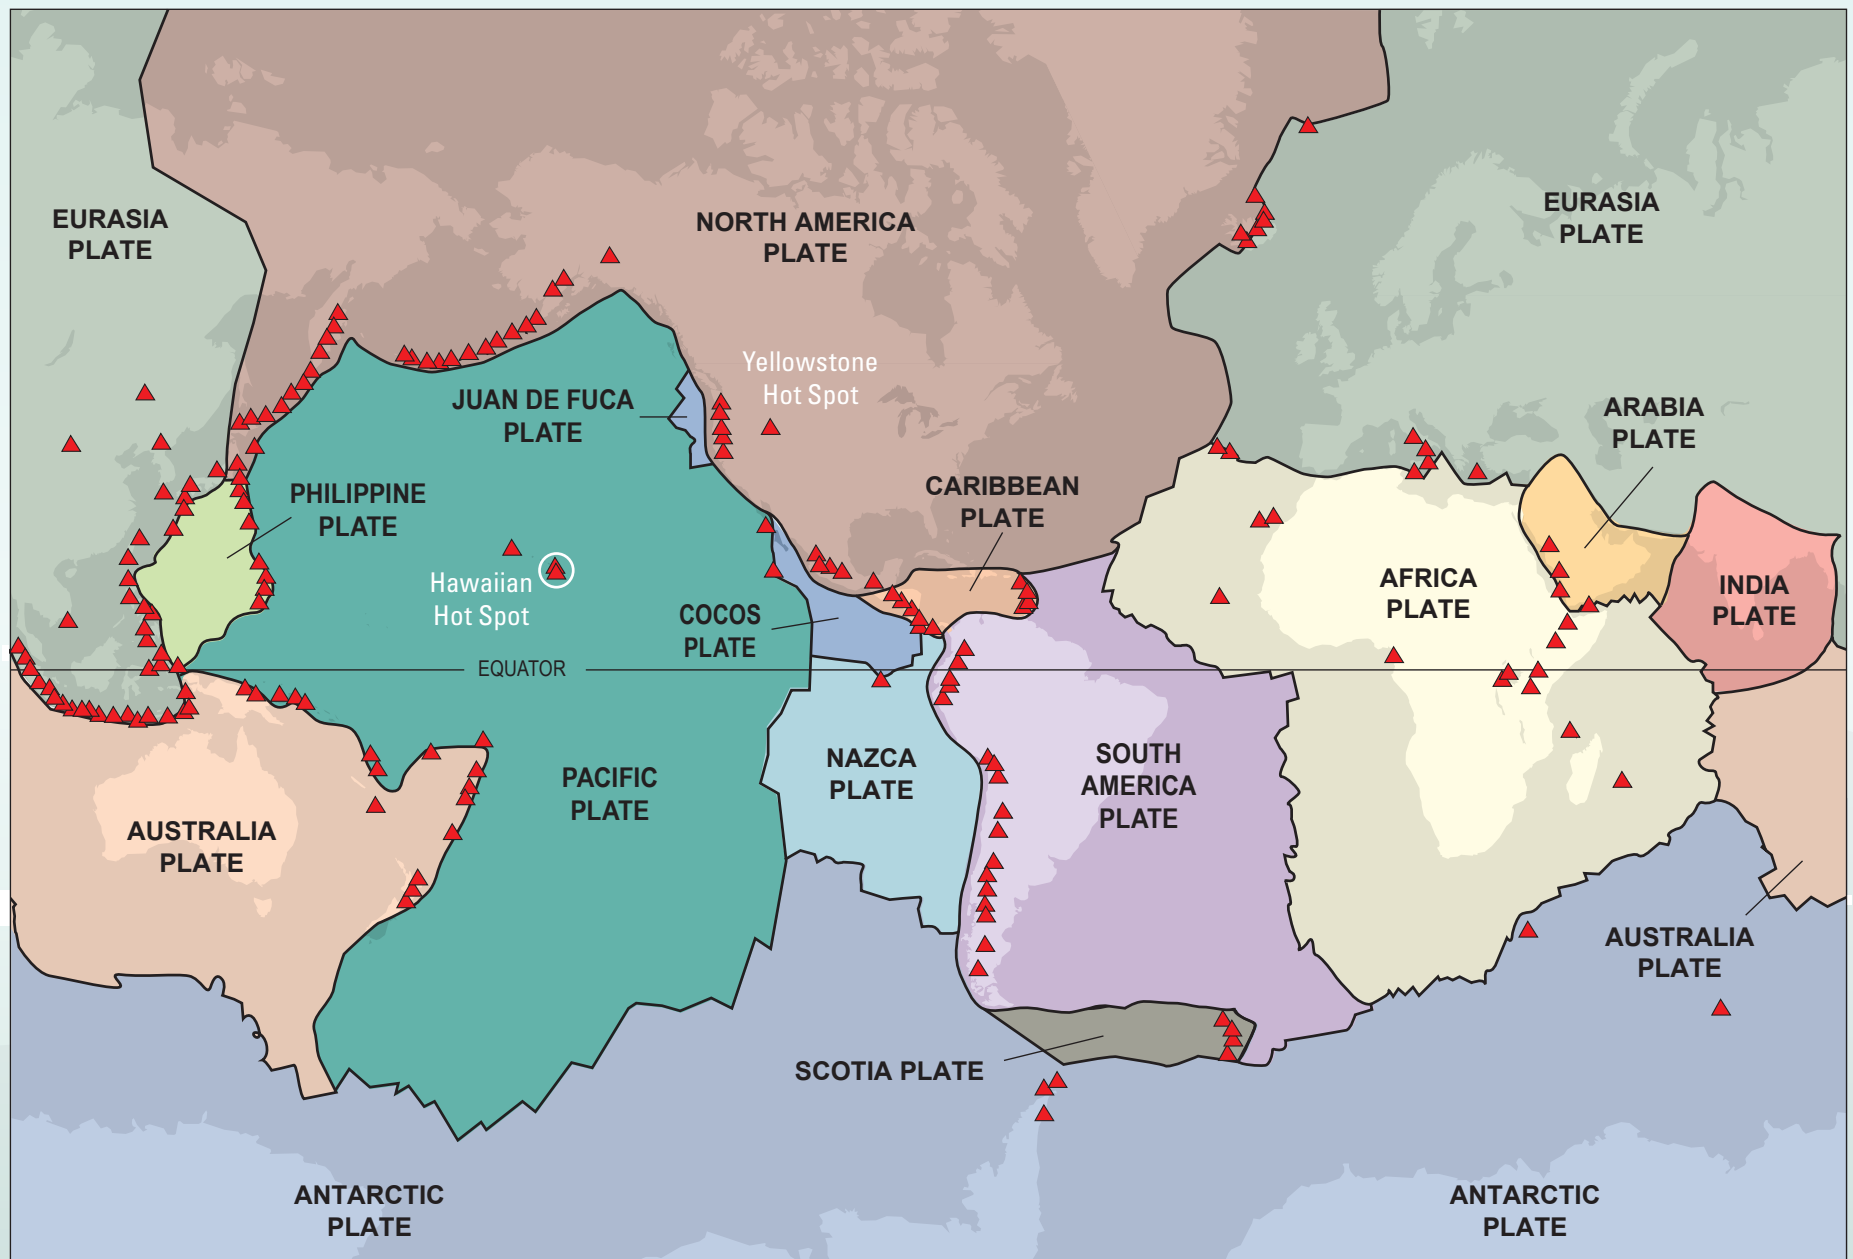 EURASIA
PLATE
NORTH AMERICA
PLATE
EURASIA
PLATE
Yellowstone
Hot Spot
JUAN DE FUCA
PLATE
ARABIA
PLATE
PHILIPPINE
PLATE
CARIBBEAN
PLATE
Hawaiian
Hot Spot
COCOS
PLATE
AFRICA
PLATE
INDIA
PLATE
EQUATOR
NAZCA
PLATE
SOUTH
AMERICA
PLATE
PACIFIC
PLATE
AUSTRALIA
PLATE
AUSTRALIA
PLATE
SCOTIA PLATE
ANTARCTIC
PLATE
ANTARCTIC
PLATE